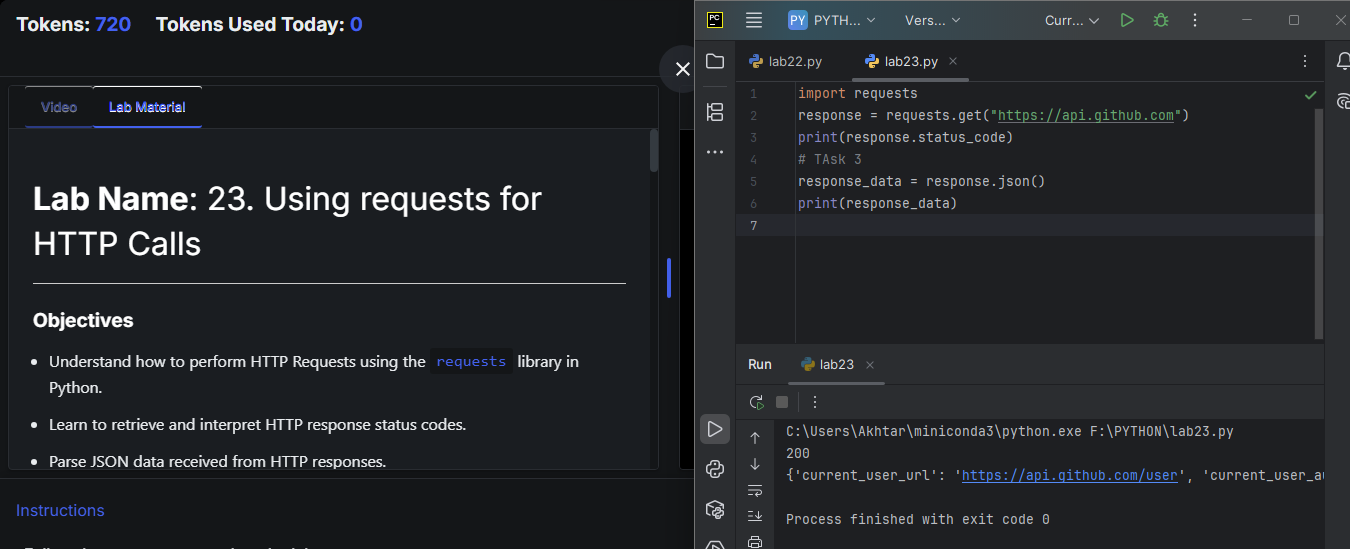 Tokens: 720 Tokens Used Today: 0
Video Lab Material
Lab Name: 23. Using requests for
HTTP Calls
Objectives
Understand how to perform HTTP Requests using the requests library in
Python.
Learn to retrieve and interpret HTTP response status codes.
Parse JSON data received from HTTP responses.
Instructions
PC
PY PYTH... Vers... Curr...
lab22.py lab23.py
1 import requests
2 response = requests.get("https://api.github.com")
3 print(response.status_code)
4 # TAsk 3
5 response_data = response.json()
6 print(response_data)
7
Run lab23
C:\Users\Akhtar\miniconda3\python.exe F:\PYTHON\lab23.py
200
{'current_user_url': 'https://api.github.com/user', 'current_user_au
Process finished with exit code 0